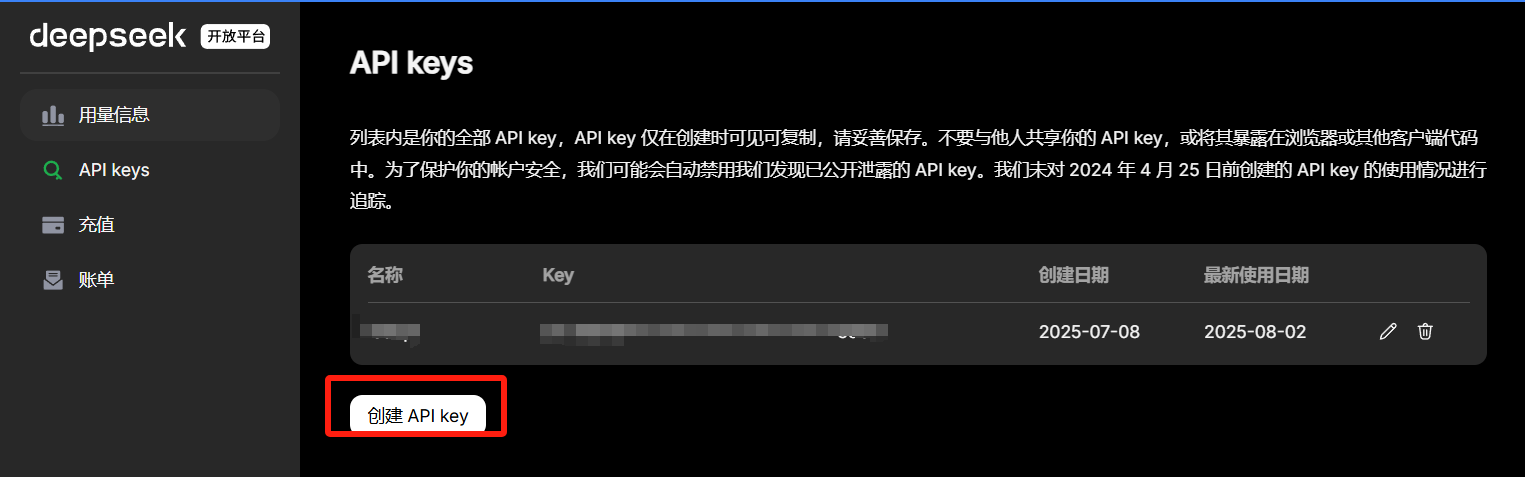 deepseek 开放平台
用量信息
API keys
充值
账单
API keys
列表内是你的全部 API key，API key 仅在创建时可见可复制，请妥善保存。不要与他人共享你的 API key，或将其暴露在浏览器或其他客户端代码
中。为了保护你的帐户安全，我们可能会自动禁用我们发现已公开泄露的 API key。我们未对 2024 年 4 月 25 日前创建的 API key 的使用情况进行
追踪。
名称 Key 创建日期 最新使用日期
2025-07-08 2025-08-02
创建 API key